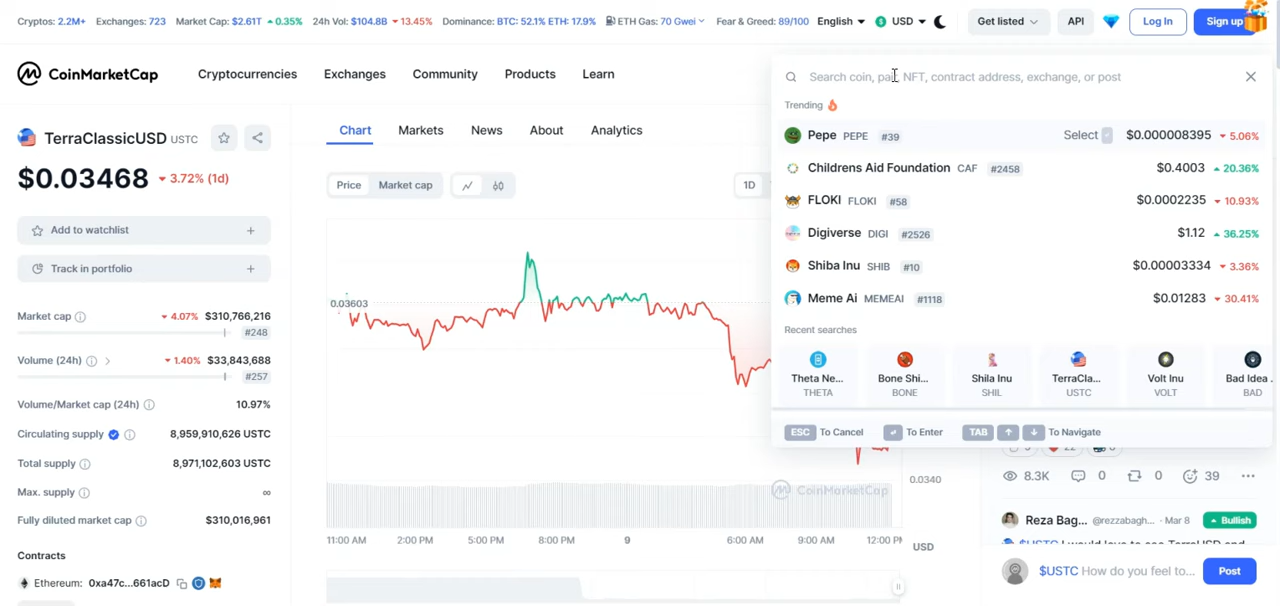 Cryptos: 2.2M+ Exchanges: 723 Market Cap: $2.61T 0.35% 24h Vol: $104.8B 13.45% Dominance: BTC: 52.1% ETH: 17.9% ETH Gas: 70 Gwei Fear & Greed: 89/100 English USD Get listed API Log In Sign up
CoinMarketCap Cryptocurrencies Exchanges Community Products Learn
Search coin, pair, NFT, contract address, exchange, or post
Trending
TerraClassicUSD USTC
$0.03468 3.72% (1d)
Add to watchlist +
Track in portfolio +
Market cap 4.07% $310,766,216
#248
Volume (24h) 1.40% $33,843,688
#257
Volume/Market cap (24h) 10.97%
Circulating supply 8,959,910,626 USTC
Total supply 8,971,102,603 USTC
Max. supply ∞
Fully diluted market cap $310,016,961
Contracts
Ethereum: 0xa47c...661acD
Chart Markets News About Analytics
Price Market cap 1D
0.03603
0.0340
CoinMarketCap
11:00 AM 2:00 PM 5:00 PM 8:00 PM 9 6:00 AM 9:00 AM 12:00 PM USD
Pepe PEPE #39 Select $0.000008395 5.06%
Childrens Aid Foundation CAF #2458 $0.4003 20.36%
FLOKI FLOKI #58 $0.0002235 10.93%
Digiverse DIGI #2526 $1.12 36.25%
Shiba Inu SHIB #10 $0.00003334 3.36%
Meme Ai MEMEAI #1118 $0.01283 30.41%
Recent searches
Theta Ne... Bone Shi... Shila Inu TerraCla... Volt Inu Bad Idea
THETA BONE SHIL USTC VOLT BAD
ESC To Cancel To Enter TAB ↑ ↓ To Navigate
8.3K 0 0 39 ...
Reza Bag... @rezzabagh... · Mar 8 Bullish
$USTC I would love to see TerraUSD and
$USTC How do you feel to... Post